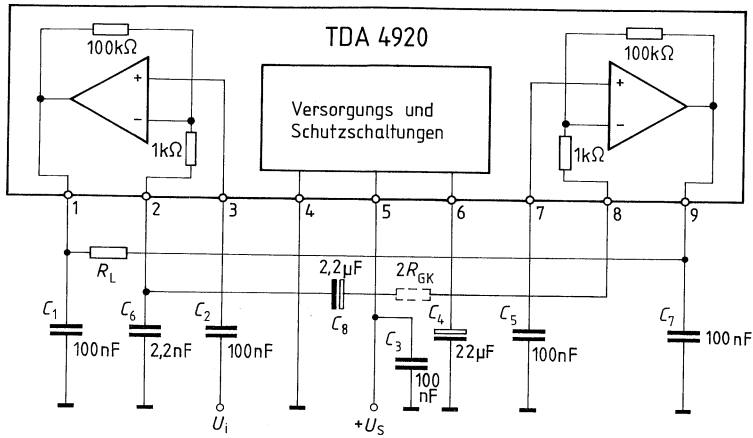 TDA 4920
100kΩ
100kΩ
+
+
Versorgungs und
Schutzschaltungen
−
−
1kΩ
1kΩ
1
2
3
4
5
6
7
8
9
R_L
2,2µF
2R_GK
C_8
C_1
100nF
C_6
2,2nF
C_2
100nF
C_3
100
nF
C_4
22µF
C_5
100nF
C_7
100nF
U_i
+U_S